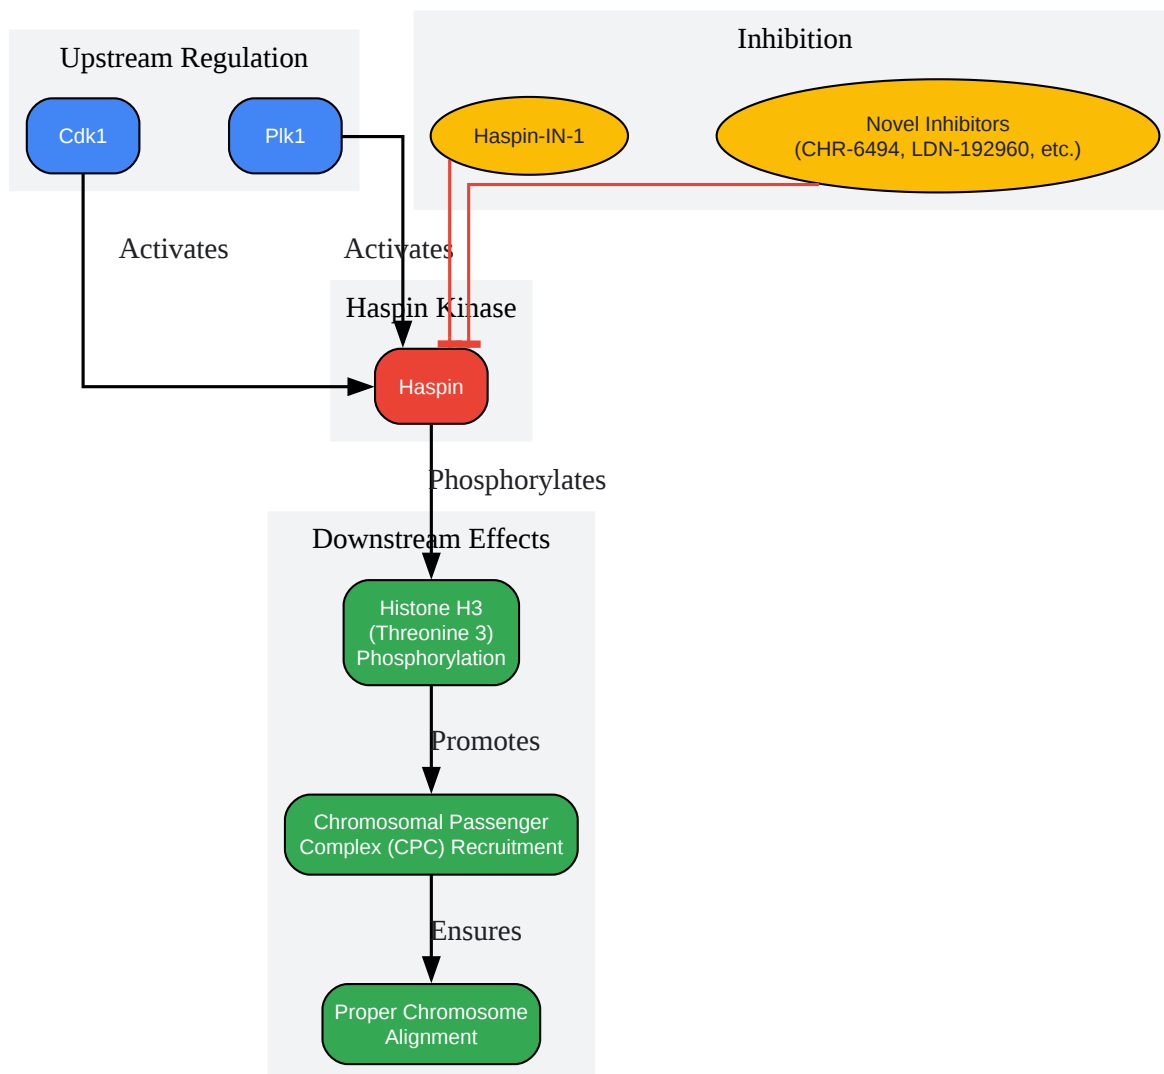 Upstream Regulation
Inhibition
Cdk1
Plk1
Haspin-IN-1
Novel Inhibitors
(CHR-6494, LDN-192960, etc.)
Activates
Activates
Haspin Kinase
Haspin
Phosphorylates
Downstream Effects
Histone H3
(Threonine 3)
Phosphorylation
Promotes
Chromosomal Passenger
Complex (CPC) Recruitment
Ensures
Proper Chromosome
Alignment